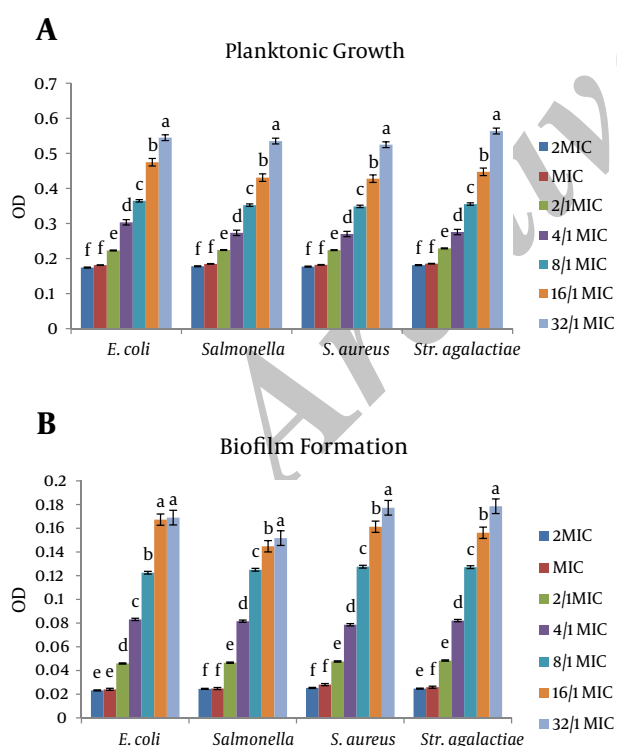 A
Planktonic Growth
0.7
0.6
0.5
0.4
0.3
0.2
0.1
0
OD
f f e d c b a
f f e d c b a
f f e d c b a
f f e d c b a
E. coli Salmonella S. aureus Str. agalactiae
2MIC
MIC
2/1MIC
4/1 MIC
8/1 MIC
16/1 MIC
32/1 MIC
B
Biofilm Formation
0.2
0.18
0.16
0.14
0.12
0.1
0.08
0.06
0.04
0.02
0
OD
e e d c b a a
f f e d c b a
f f e d c b a
e f e d c b a
E. coli Salmonella S. aureus Str. agalactiae
2MIC
MIC
2/1MIC
4/1 MIC
8/1 MIC
16/1 MIC
32/1 MIC